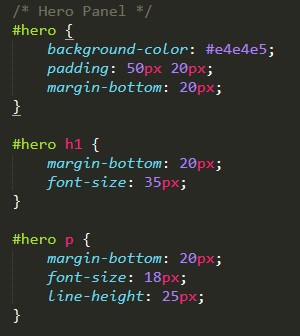 /* Hero Panel */
#hero {
    background-color: #e4e4e5;
    padding: 50px 20px;
    margin-bottom: 20px;
}

#hero h1 {
    margin-bottom: 20px;
    font-size: 35px;
}

#hero p {
    margin-bottom: 20px;
    font-size: 18px;
    line-height: 25px;
}